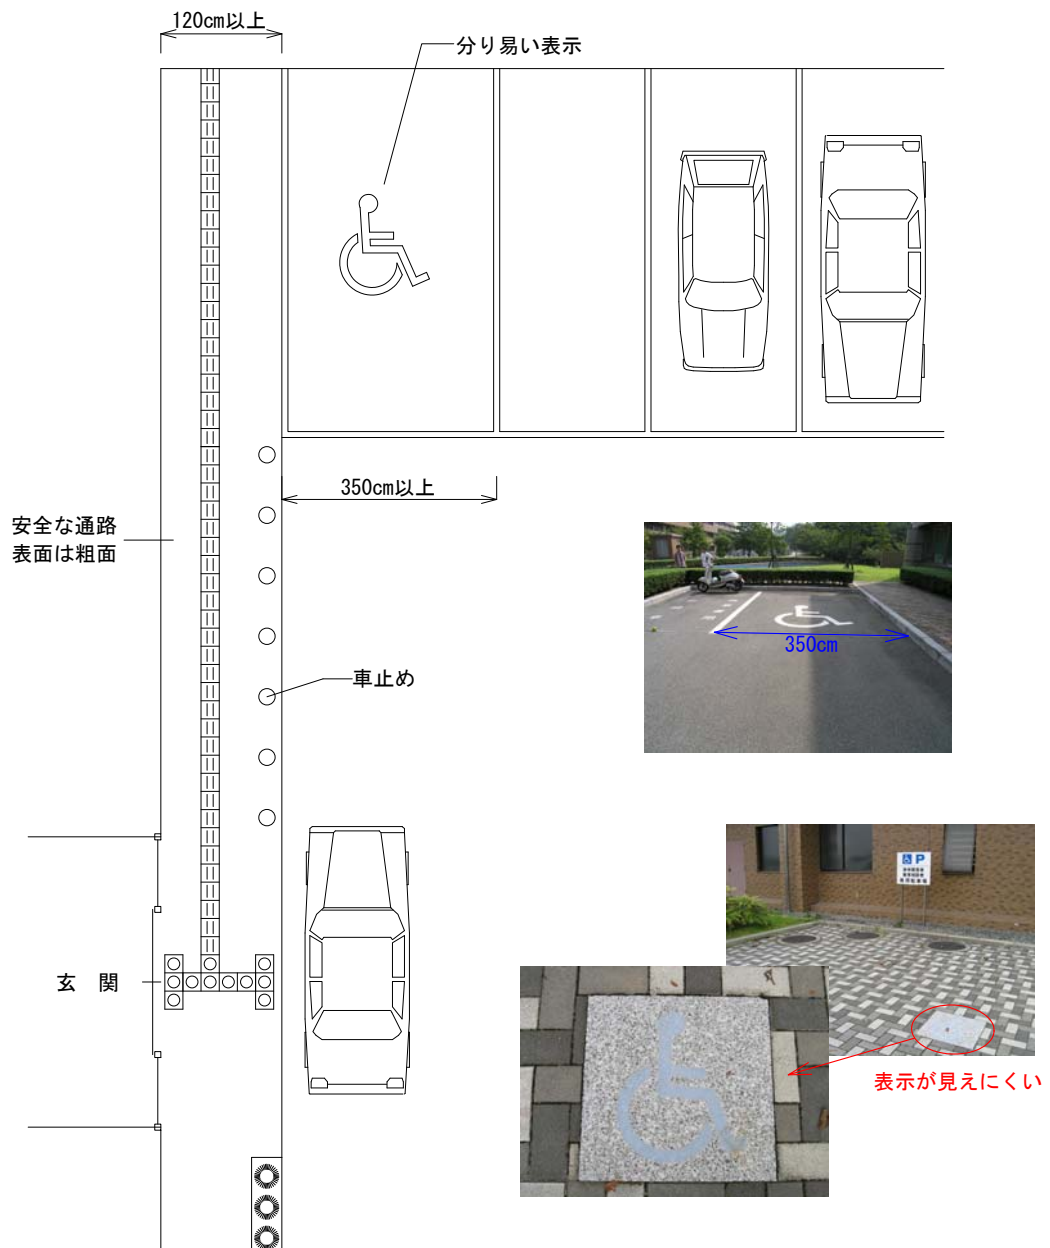 120cm以上
分り易い表示
350cm以上
安全な通路
表面は粗面
350cm
車止め
P
玄 関
表示が見えにくい